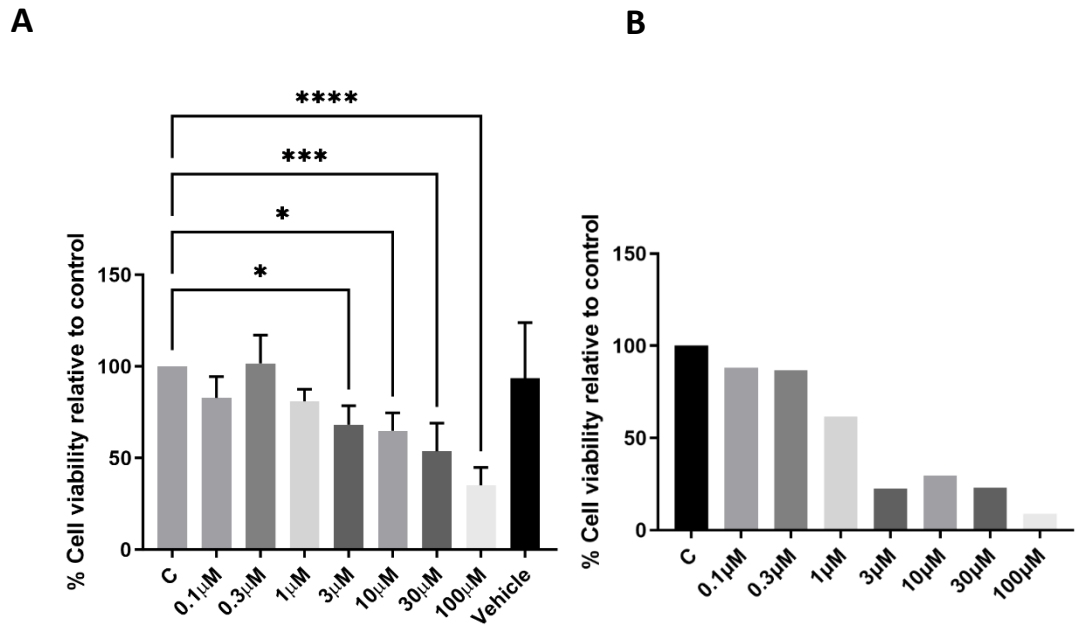 A
B
****
***
*
*
% Cell viability relative to control
150
100
50
0
C
0.1μM
0.3μM
1μM
3μM
10μM
30μM
100μM
Vehicle
% Cell viability relative to control
150
100
50
0
C
0.1μM
0.3μM
1μM
3μM
10μM
30μM
100μM